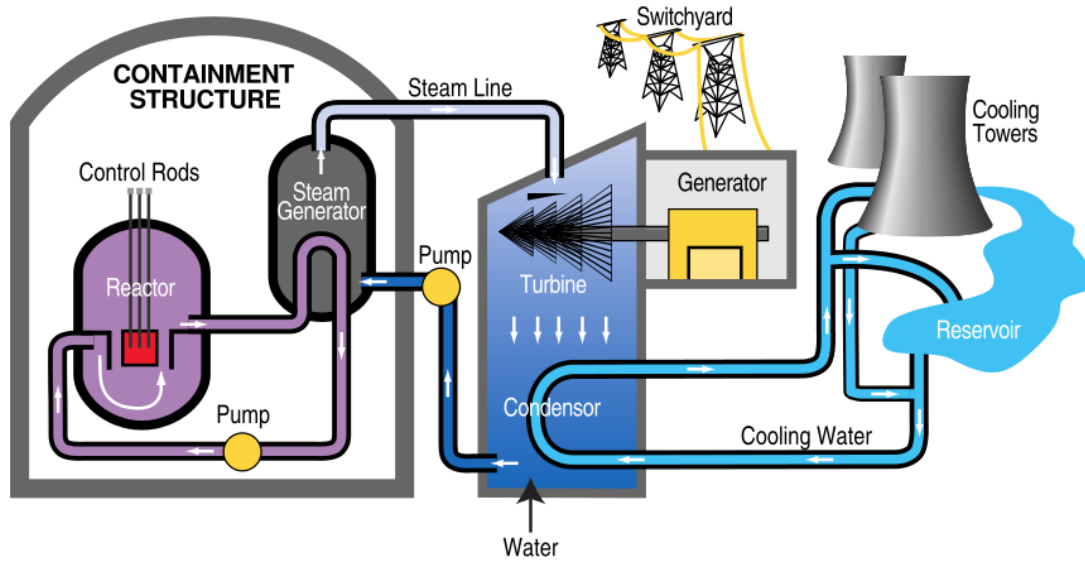 Switchyard
CONTAINMENT
STRUCTURE
Steam Line
Cooling
Towers
Control Rods
Steam
Generator
Generator
Pump
Reactor
Turbine
Reservoir
Condensor
Pump
Cooling Water
Water